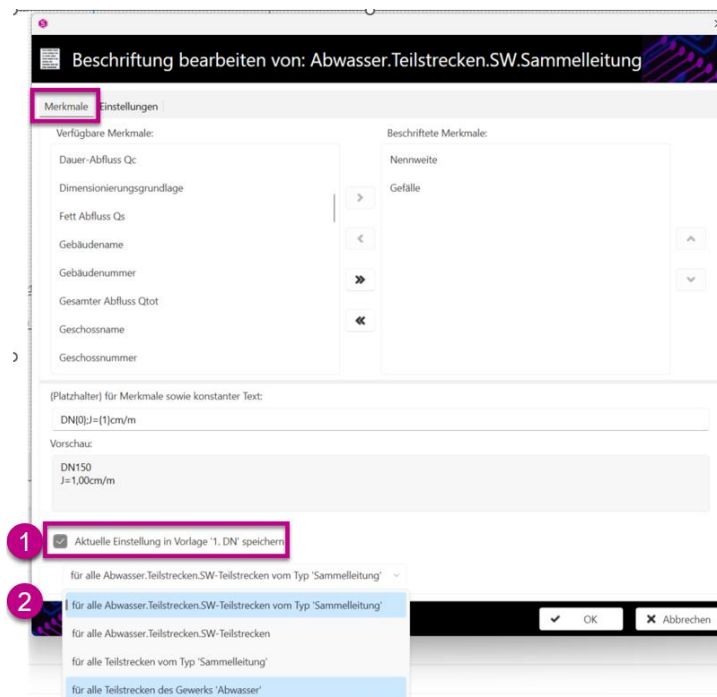 Beschriftung bearbeiten von: Abwasser.Teilstrecken.SW.Sammelleitung
Merkmale Einstellungen
Verfügbare Merkmale:
Dauer-Abfluss Qc
Dimensionierungsgrundlage
Fett Abfluss Qs
Gebäudename
Gebäudenummer
Gesamter Abfluss Qtot
Geschossname
Geschossnummer
Beschriftete Merkmale:
Nennweite
Gefälle
{Platzhalter} für Merkmale sowie konstanter Text:
DN{0};J={1}cm/m
Vorschau:
DN150
J=1,00cm/m
1 Aktuelle Einstellung in Vorlage '1. DN' speichern
für alle Abwasser.Teilstrecken.SW-Teilstrecken vom Typ 'Sammelleitung'
2 für alle Abwasser.Teilstrecken.SW-Teilstrecken vom Typ 'Sammelleitung'
für alle Abwasser.Teilstrecken.SW-Teilstrecken
für alle Teilstrecken vom Typ 'Sammelleitung'
für alle Teilstrecken des Gewerks 'Abwasser'
OK Abbrechen